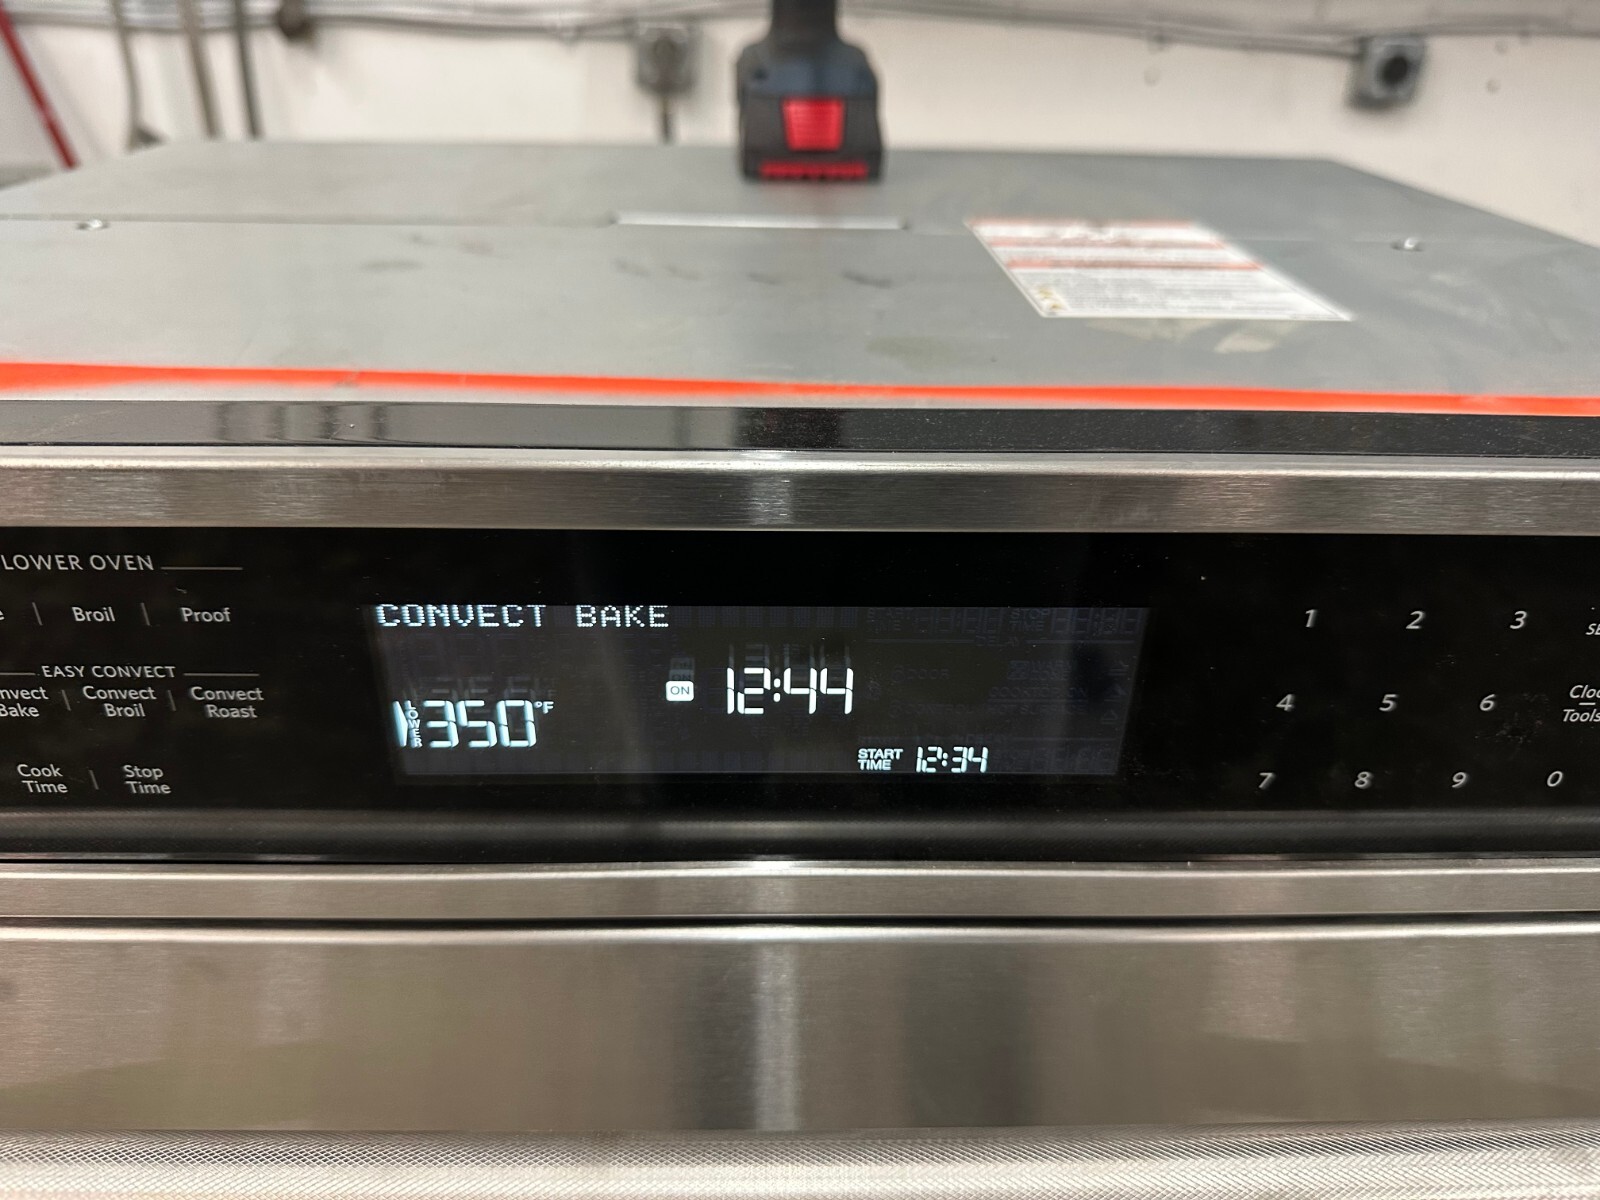 LOWER OVEN
Broil | Proof
EASY CONVECT
Bake | Convect Broil | Convect Roast
Cook Time | Stop Time
CONVECT BAKE
LOWER 350°F
ON 12:44
START TIME 12:34
1 2 3
4 5 6
Tools
7 8 9 0